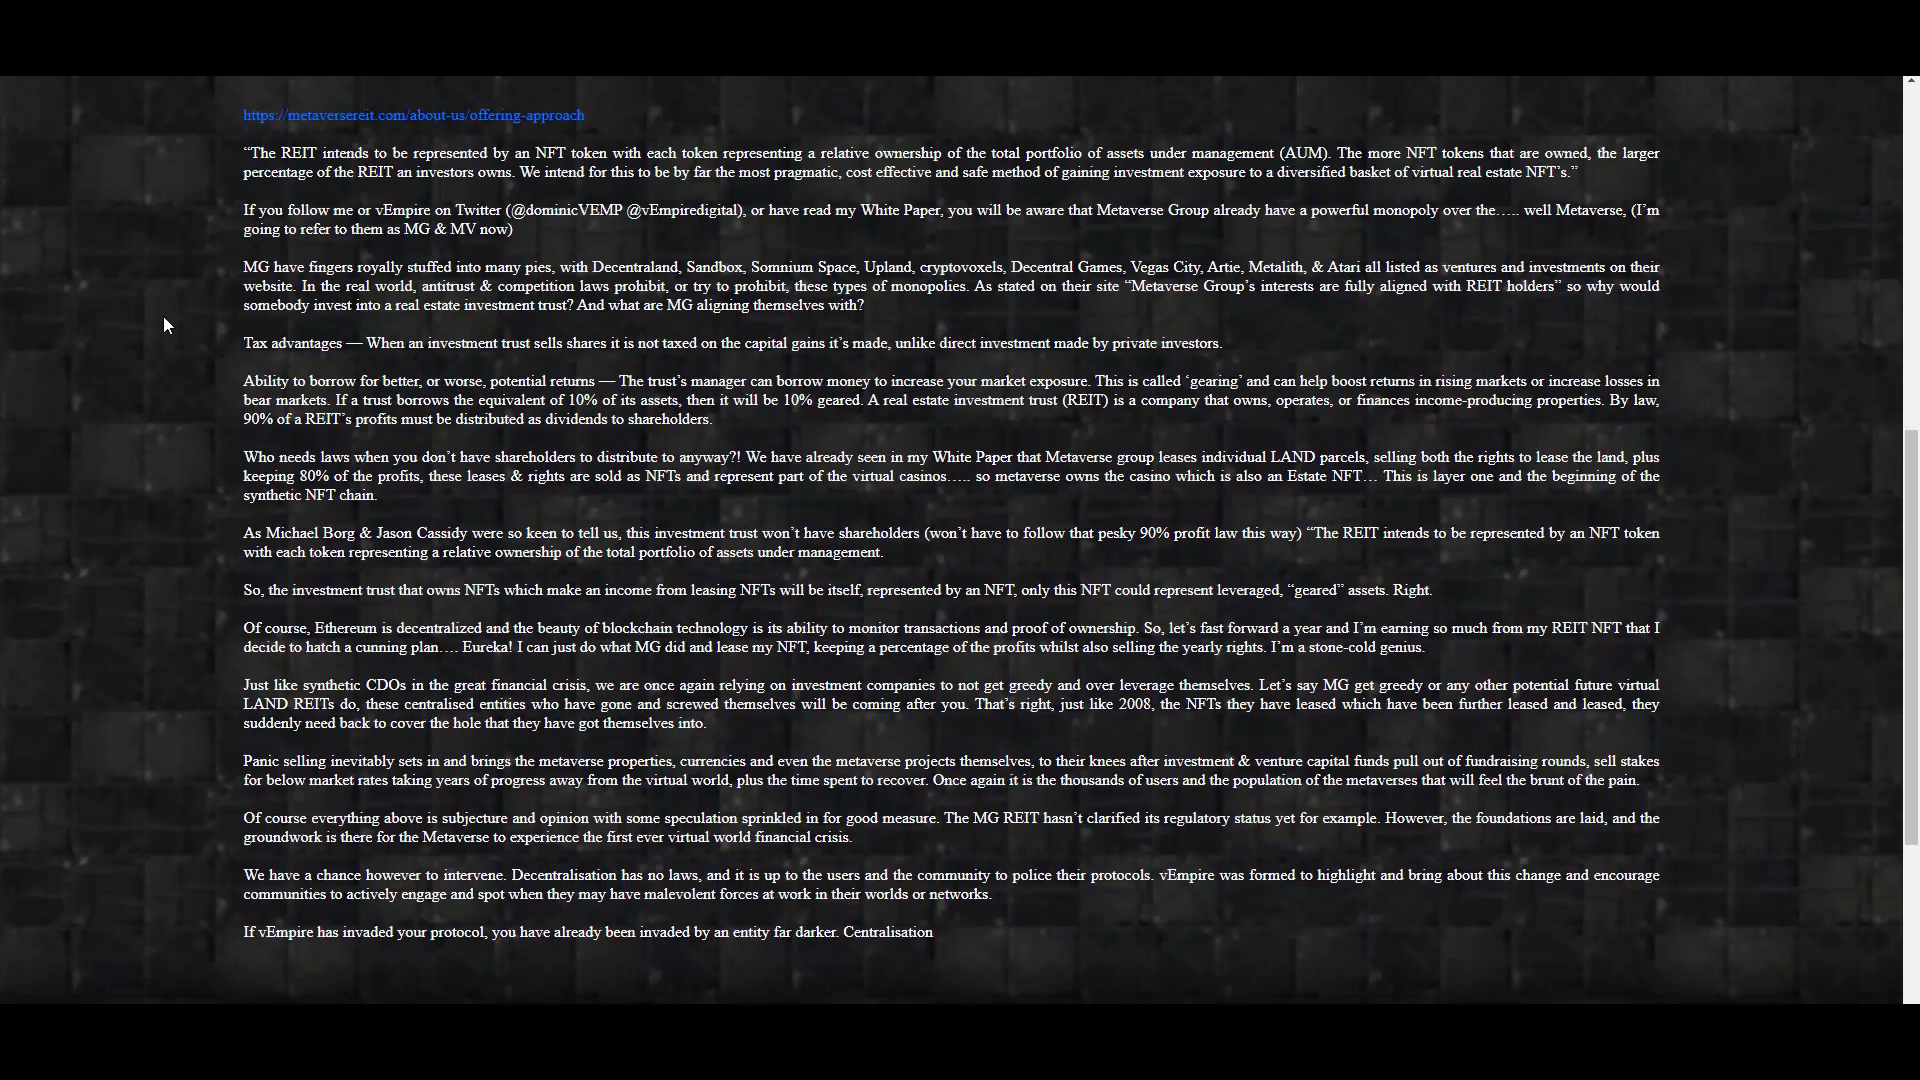 https://metaversereit.com/about-us/offering-approach
“The REIT intends to be represented by an NFT token with each token representing a relative ownership of the total portfolio of assets under management (AUM). The more NFT tokens that are owned, the larger
percentage of the REIT an investors owns. We intend for this to be by far the most pragmatic, cost effective and safe method of gaining investment exposure to a diversified basket of virtual real estate NFT’s.”
If you follow me or vEmpire on Twitter (@dominicVEMP @vEmpiredigital), or have read my White Paper, you will be aware that Metaverse Group already have a powerful monopoly over the….. well Metaverse, (I’m
going to refer to them as MG & MV now)
MG have fingers royally stuffed into many pies, with Decentraland, Sandbox, Somnium Space, Upland, cryptovoxels, Decentral Games, Vegas City, Artie, Metalith, & Atari all listed as ventures and investments on their
website. In the real world, antitrust & competition laws prohibit, or try to prohibit, these types of monopolies. As stated on their site “Metaverse Group’s interests are fully aligned with REIT holders” so why would
somebody invest into a real estate investment trust? And what are MG aligning themselves with?
Tax advantages — When an investment trust sells shares it is not taxed on the capital gains it’s made, unlike direct investment made by private investors.
Ability to borrow for better, or worse, potential returns — The trust’s manager can borrow money to increase your market exposure. This is called ‘gearing’ and can help boost returns in rising markets or increase losses in
bear markets. If a trust borrows the equivalent of 10% of its assets, then it will be 10% geared. A real estate investment trust (REIT) is a company that owns, operates, or finances income-producing properties. By law,
90% of a REIT’s profits must be distributed as dividends to shareholders.
Who needs laws when you don’t have shareholders to distribute to anyway?! We have already seen in my White Paper that Metaverse group leases individual LAND parcels, selling both the rights to lease the land, plus
keeping 80% of the profits, these leases & rights are sold as NFTs and represent part of the virtual casinos….. so metaverse owns the casino which is also an Estate NFT… This is layer one and the beginning of the
synthetic NFT chain.
As Michael Borg & Jason Cassidy were so keen to tell us, this investment trust won’t have shareholders (won’t have to follow that pesky 90% profit law this way) “The REIT intends to be represented by an NFT token
with each token representing a relative ownership of the total portfolio of assets under management.
So, the investment trust that owns NFTs which make an income from leasing NFTs will be itself, represented by an NFT, only this NFT could represent leveraged, “geared” assets. Right.
Of course, Ethereum is decentralized and the beauty of blockchain technology is its ability to monitor transactions and proof of ownership. So, let’s fast forward a year and I’m earning so much from my REIT NFT that I
decide to hatch a cunning plan…. Eureka! I can just do what MG did and lease my NFT, keeping a percentage of the profits whilst also selling the yearly rights. I’m a stone-cold genius.
Just like synthetic CDOs in the great financial crisis, we are once again relying on investment companies to not get greedy and over leverage themselves. Let’s say MG get greedy or any other potential future virtual
LAND REITs do, these centralised entities who have gone and screwed themselves will be coming after you. That’s right, just like 2008, the NFTs they have leased which have been further leased and leased, they
suddenly need back to cover the hole that they have got themselves into.
Panic selling inevitably sets in and brings the metaverse properties, currencies and even the metaverse projects themselves, to their knees after investment & venture capital funds pull out of fundraising rounds, sell stakes
for below market rates taking years of progress away from the virtual world, plus the time spent to recover. Once again it is the thousands of users and the population of the metaverses that will feel the brunt of the pain.
Of course everything above is subjecture and opinion with some speculation sprinkled in for good measure. The MG REIT hasn’t clarified its regulatory status yet for example. However, the foundations are laid, and the
groundwork is there for the Metaverse to experience the first ever virtual world financial crisis.
We have a chance however to intervene. Decentralisation has no laws, and it is up to the users and the community to police their protocols. vEmpire was formed to highlight and bring about this change and encourage
communities to actively engage and spot when they may have malevolent forces at work in their worlds or networks.
If vEmpire has invaded your protocol, you have already been invaded by an entity far darker. Centralisation